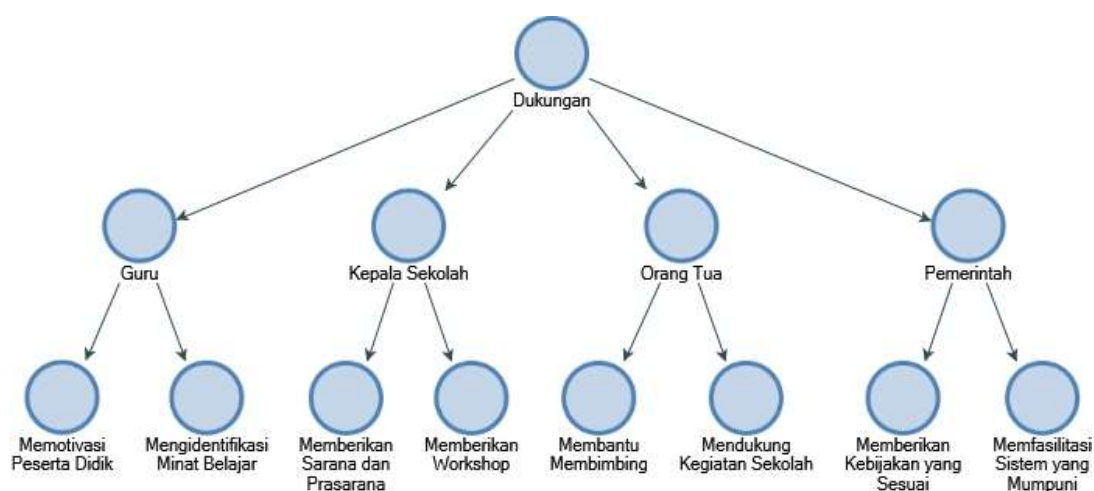 Dukungan
Guru
Kepala Sekolah
Orang Tua
Pemerintah
Memotivasi
Peserta Didik
Mengidentifikasi
Minat Belajar
Memberikan
Sarana dan
Prasarana
Memberikan
Workshop
Membantu
Membimbing
Mendukung
Kegiatan Sekolah
Memberikan
Kebijakan yang
Sesuai
Memfasilitasi
Sistem yang
Mumpuni